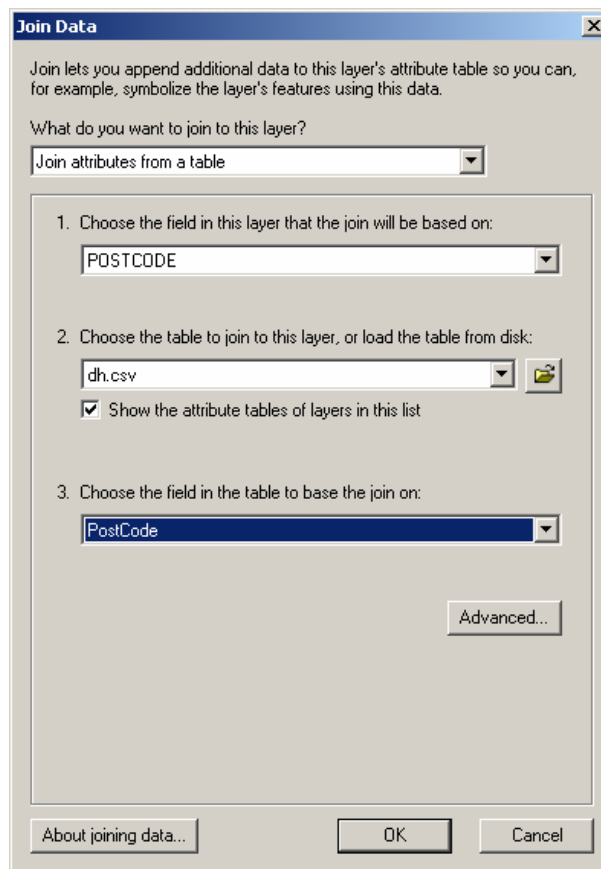 Join Data
Join lets you append additional data to this layer's attribute table so you can,
for example, symbolize the layer's features using this data.
What do you want to join to this layer?
Join attributes from a table
1. Choose the field in this layer that the join will be based on:
POSTCODE
2. Choose the table to join to this layer, or load the table from disk:
dh.csv
Show the attribute tables of layers in this list
3. Choose the field in the table to base the join on:
PostCode
Advanced...
About joining data...
OK
Cancel